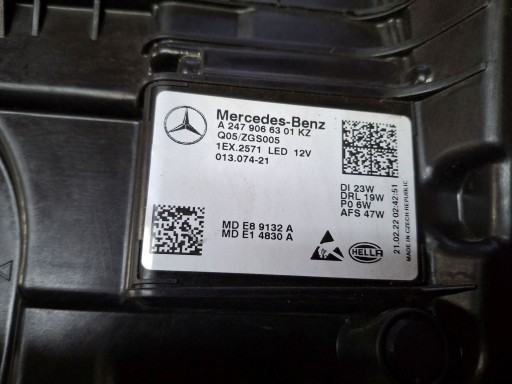 Mercedes-Benz
A 247 906 63 01 KZ
Q05/ZGS005
1EX.2571 LED 12V
013.074-21
DI 23W
DRL 19W
P0 6W
AFS 47W
21.02.22 02:42:51
MADE IN CZECH REPUBLIC
MD E8 9132 A
MD E1 4830 A
HELLA